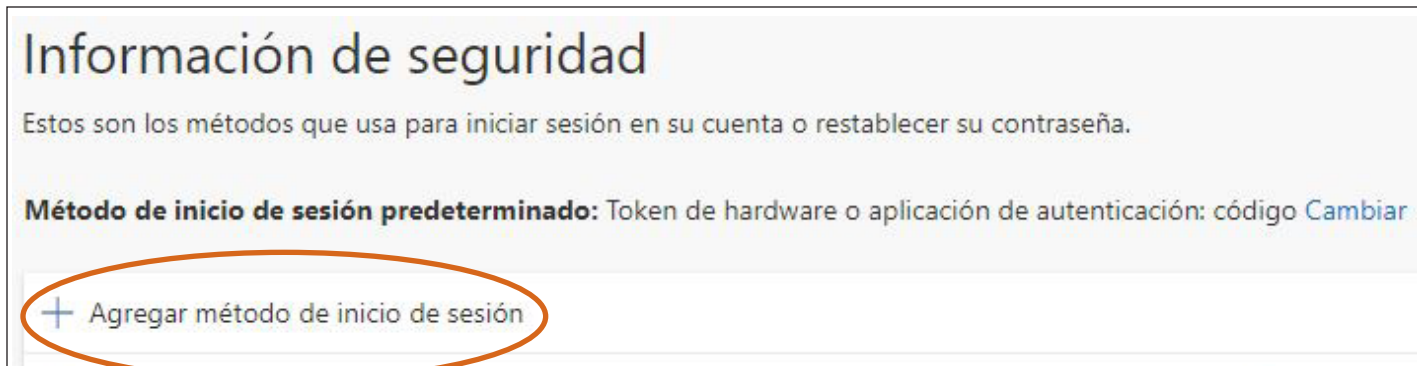 Información de seguridad
Estos son los métodos que usa para iniciar sesión en su cuenta o restablecer su contraseña.
Método de inicio de sesión predeterminado: Token de hardware o aplicación de autenticación: código Cambiar
+ Agregar método de inicio de sesión